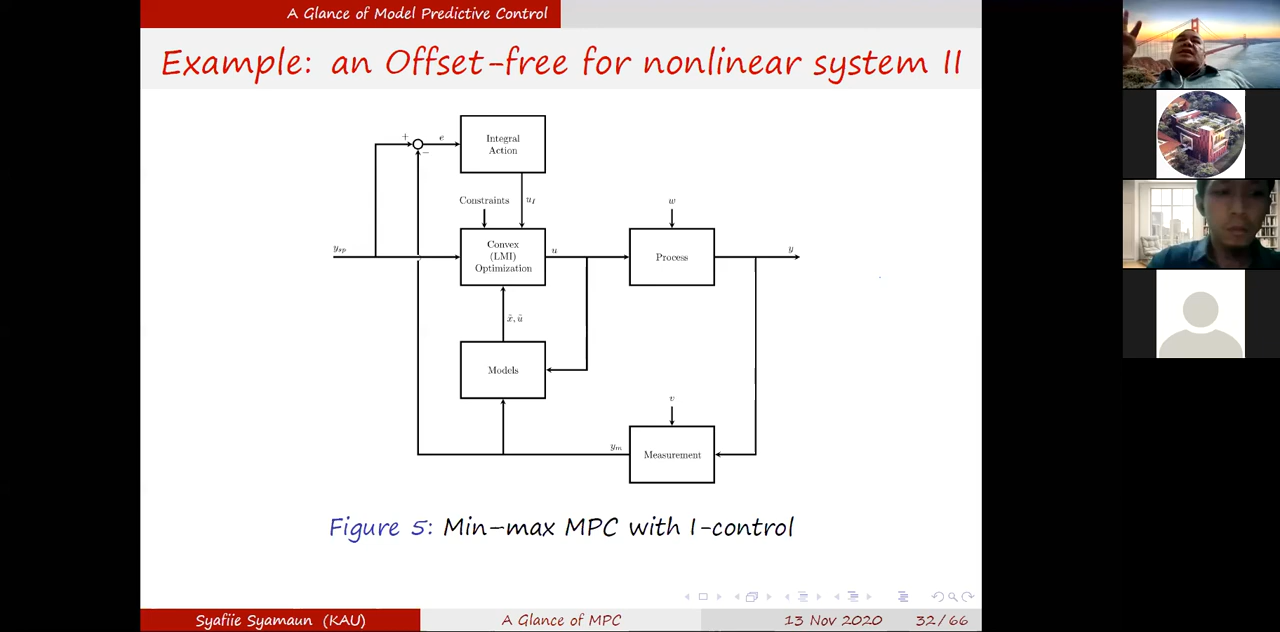 A Glance of Model Predictive Control
Example: an Offset-free for nonlinear system II
Integral
Action
+
e
−
Constraints
u_I
w
y_sp
Convex
(LMI)
Optimization
u
Process
y
x̃, ũ
Models
v
y_m
Measurement
Figure 5: Min-max MPC with I-control
Syafiie Syamaun (KAU)
A Glance of MPC
13 Nov 2020
32/66